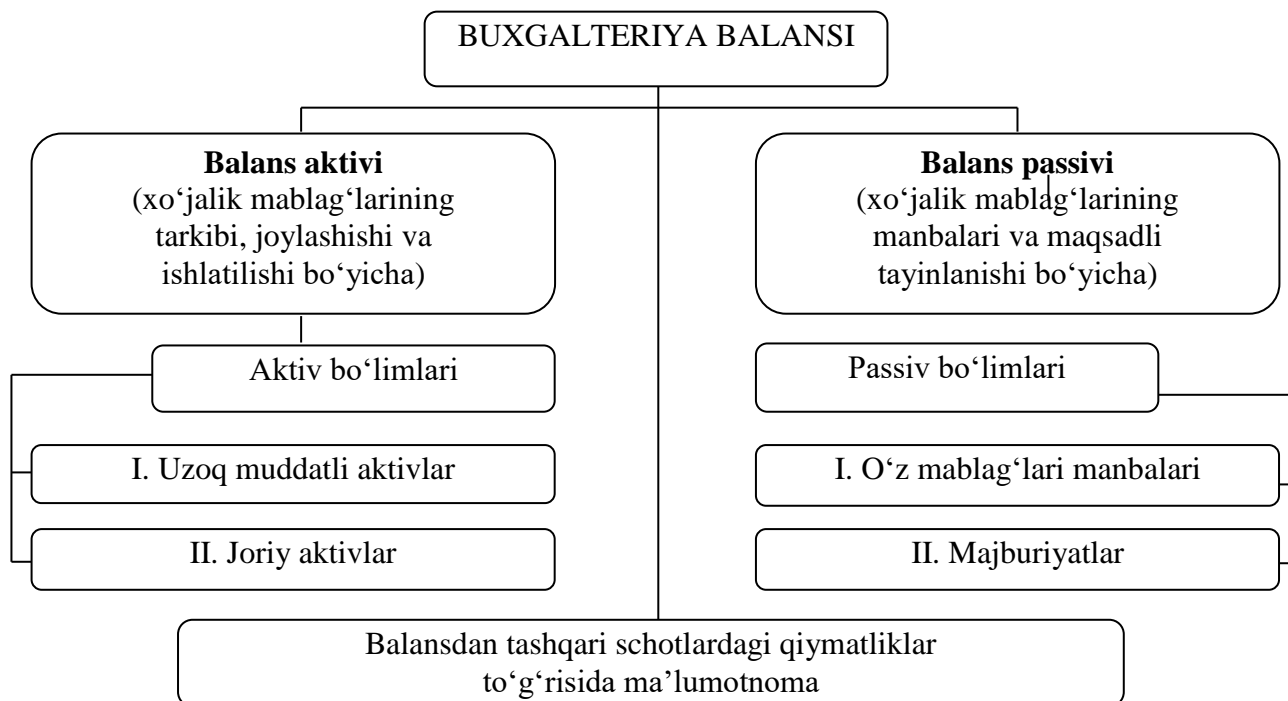 BUXGALTERIYA BALANSI
Balans aktivi
(xo‘jalik mablag‘larining
tarkibi, joylashishi va
ishlatilishi bo‘yicha)
Balans passivi
(xo‘jalik mablag‘larining
manbalari va maqsadli
tayinlanishi bo‘yicha)
Aktiv bo‘limlari
Passiv bo‘limlari
I. Uzoq muddatli aktivlar
I. O‘z mablag‘lari manbalari
II. Joriy aktivlar
II. Majburiyatlar
Balansdan tashqari schotlardagi qiymatliklar
to‘g‘risida ma’lumotnoma